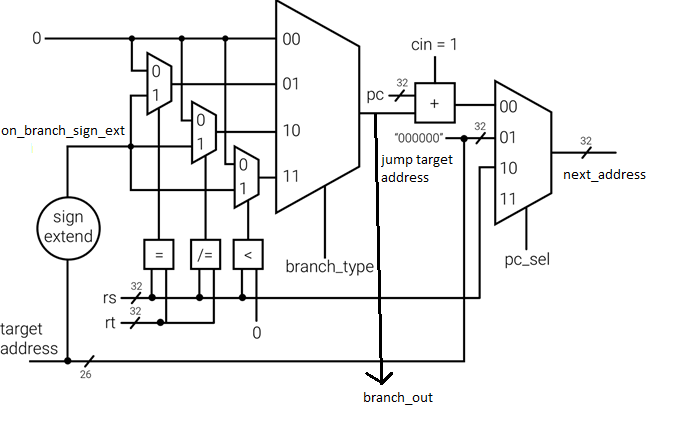 0
00
0
1
01
on_branch_sign_ext
0
1
10
0
1
11
sign
extend
=
/=
<
branch_type
rs
32
rt
32
0
target
address
26
cin = 1
pc
32
+
"000000"
32
jump target
address
00
01
10
11
pc_sel
32
next_address
branch_out